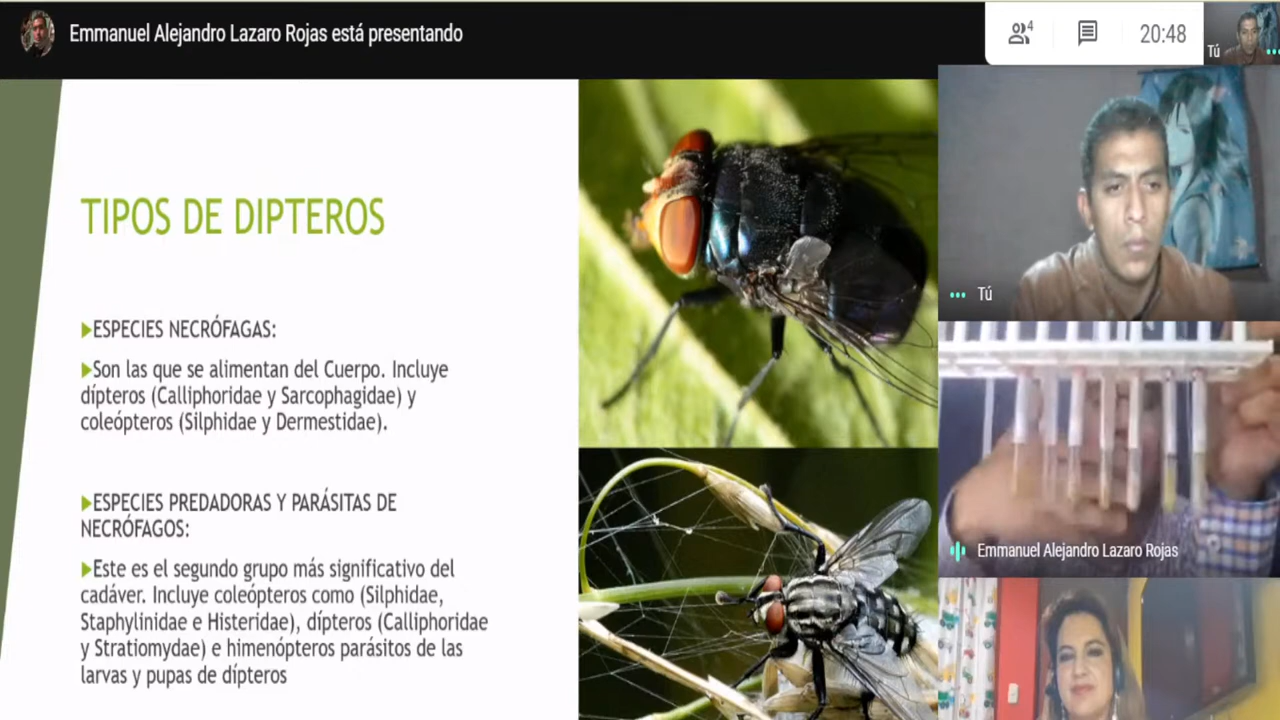 Emmanuel Alejandro Lazaro Rojas está presentando
4
20:48
Tú
TIPOS DE DIPTEROS
ESPECIES NECRÓFAGAS:
Son las que se alimentan del Cuerpo. Incluye
dípteros (Calliphoridae y Sarcophagidae) y
coleópteros (Silphidae y Dermestidae).
ESPECIES PREDADORAS Y PARÁSITAS DE
NECRÓFAGOS:
Este es el segundo grupo más significativo del
cadáver. Incluye coleópteros como (Silphidae,
Staphylinidae e Histeridae), dípteros (Calliphoridae
y Stratiomydae) e himenópteros parásitos de las
larvas y pupas de dípteros
Tú
Emmanuel Alejandro Lazaro Rojas